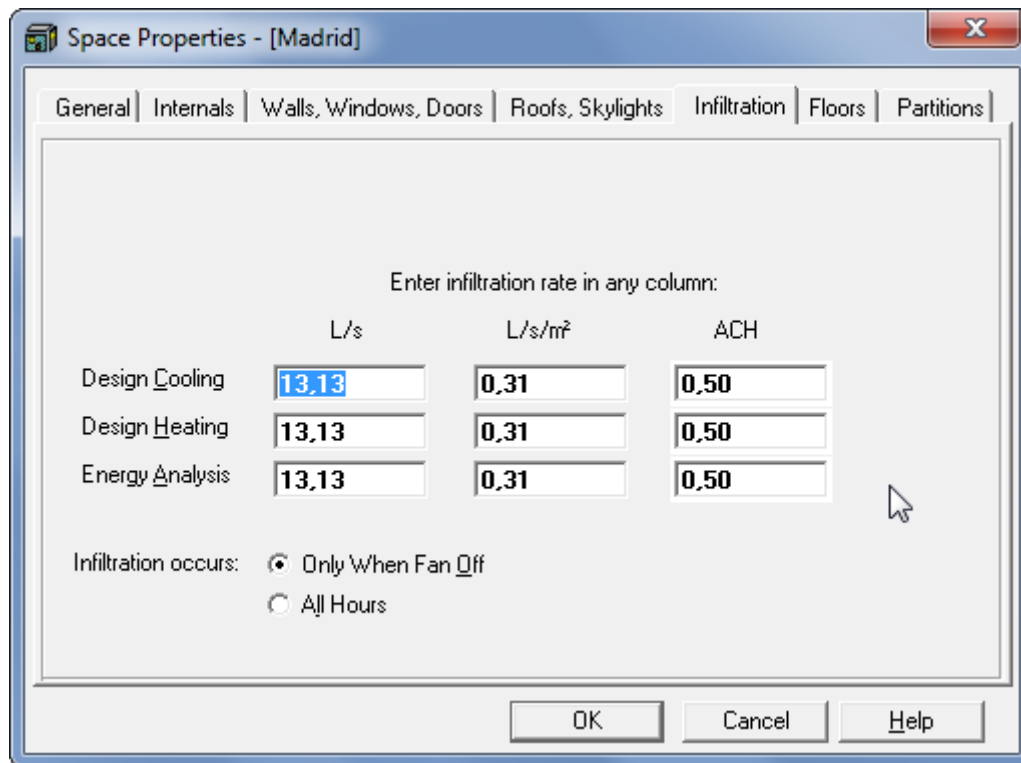 Space Properties - [Madrid]
General Internals Walls, Windows, Doors Roofs, Skylights Infiltration Floors Partitions
Enter infiltration rate in any column:
L/s L/s/m² ACH
Design Cooling 13,13 0,31 0,50
Design Heating 13,13 0,31 0,50
Energy Analysis 13,13 0,31 0,50
Infiltration occurs: Only When Fan Off
All Hours
OK Cancel Help